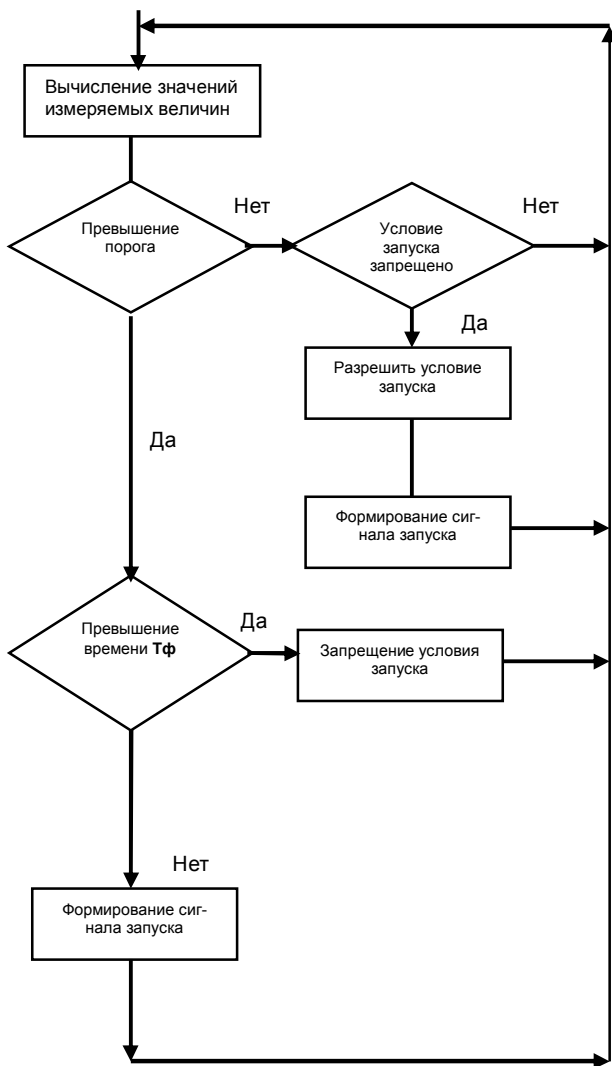 Вычисление значений
измеряемых величин
Превышение
порога
Нет
Условие
запуска
запрещено
Нет
Да
Разрешить условие
запуска
Да
Формирование сиг-
нала запуска
Превышение
времени Тф
Да
Запрещение условия
запуска
Нет
Формирование сиг-
нала запуска